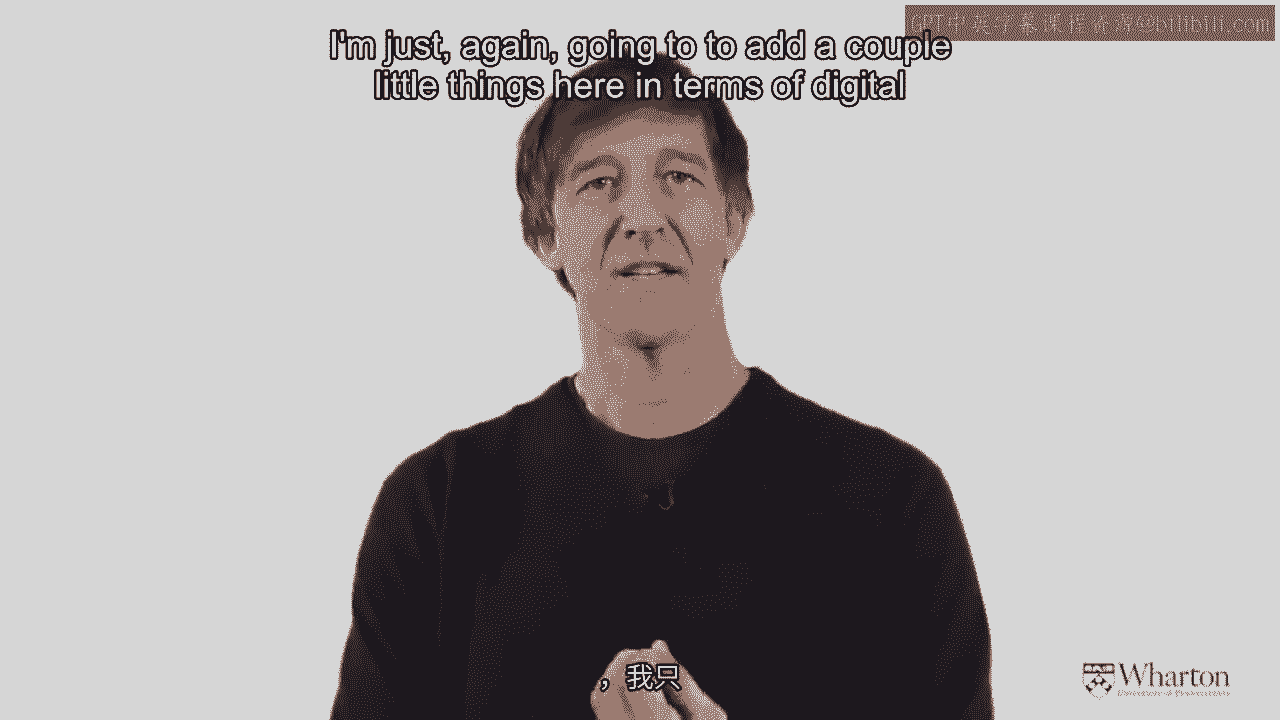 I'm just, again, going to to add a couple
little things here in terms of digital
，我只
Wharton